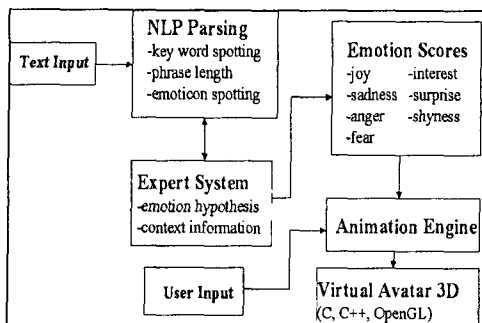 NLP Parsing
-key word spotting
-phrase length
-emoticon spotting
Text Input
Emotion Scores
-joy -interest
-sadness -surprise
-anger -shyness
-fear
Expert System
-emotion hypothesis
-context information
Animation Engine
User Input
Virtual Avatar 3D
(C, C++, OpenGL)